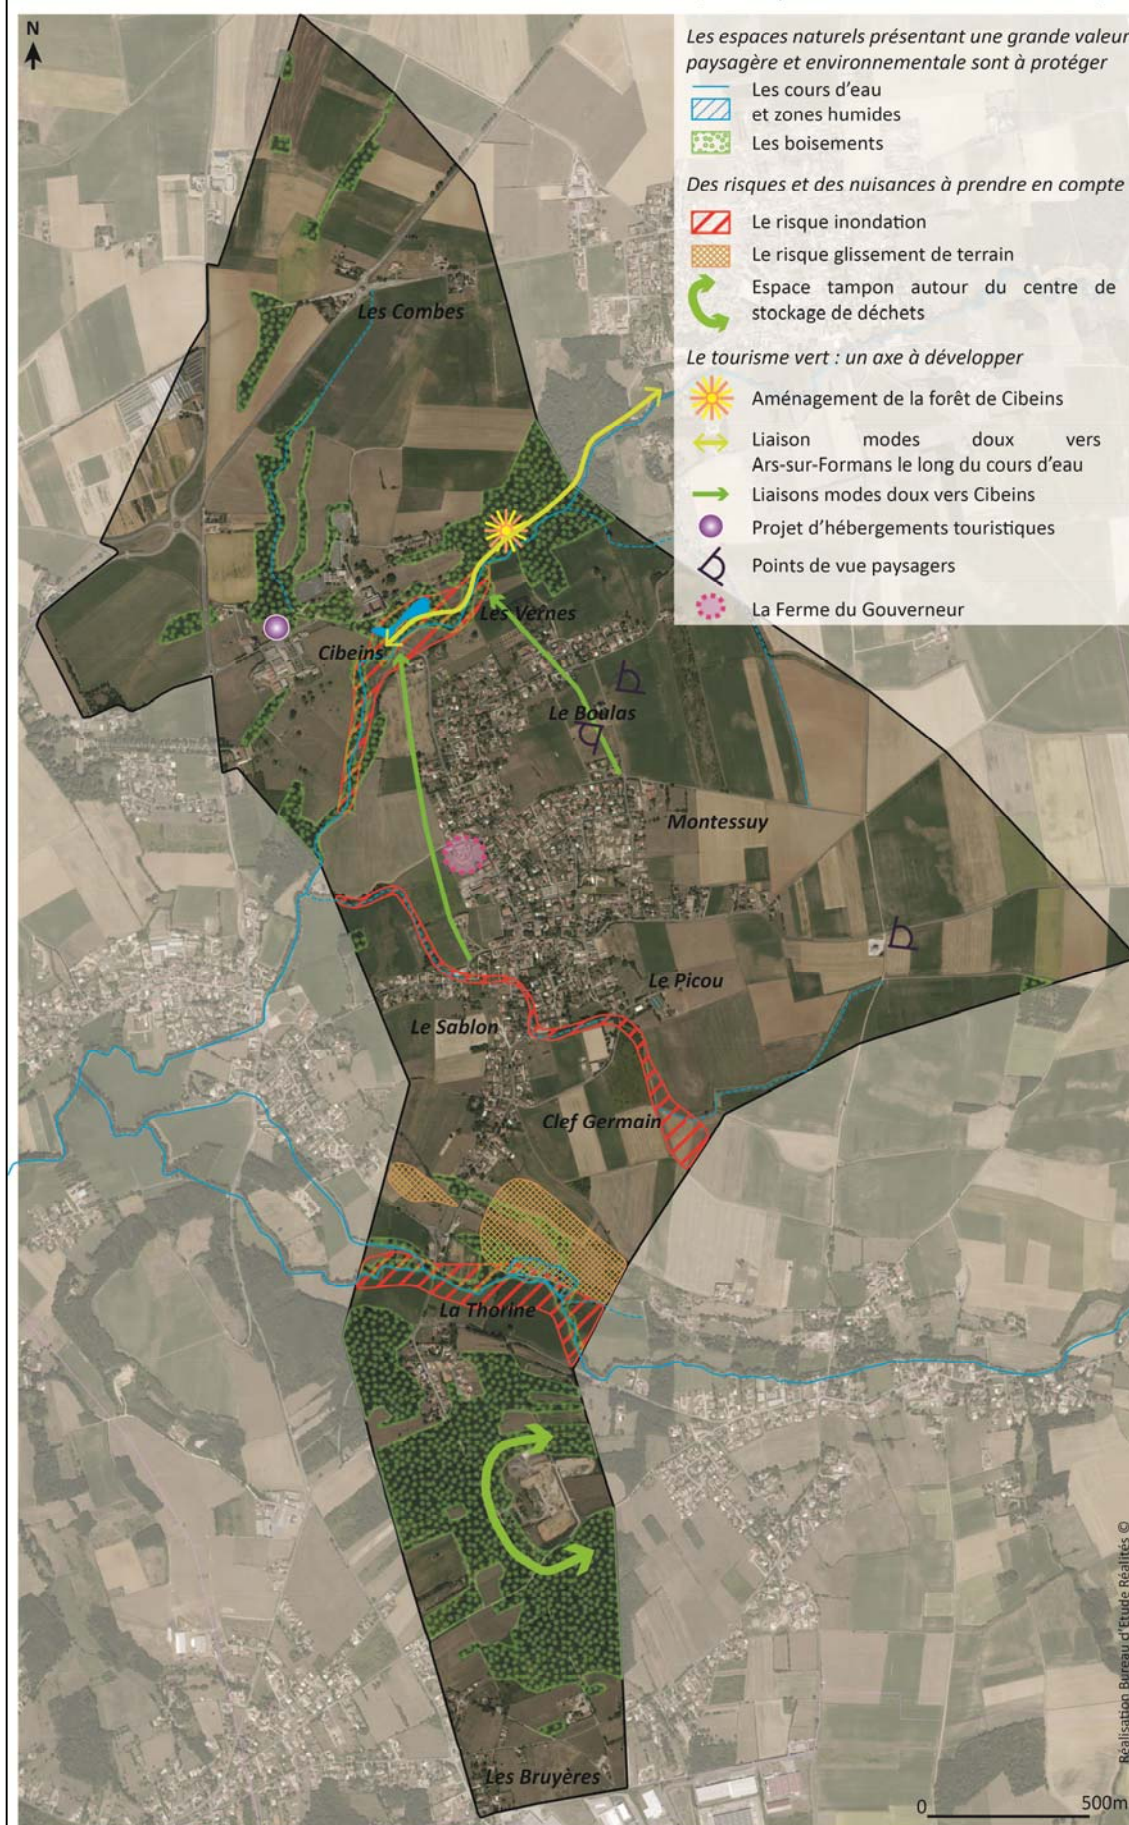 N
Les espaces naturels présentant une grande valeur
paysagère et environnementale sont à protéger
Les cours d'eau
et zones humides
Les boisements
Des risques et des nuisances à prendre en compte
Le risque inondation
Le risque glissement de terrain
Espace tampon autour du centre de
stockage de déchets
Le tourisme vert : un axe à développer
Aménagement de la forêt de Cibeins
Liaison modes doux vers
Ars-sur-Formans le long du cours d'eau
Liaisons modes doux vers Cibeins
Projet d'hébergements touristiques
Points de vue paysagers
La Ferme du Gouverneur
Les Combes
Les Vernes
Cibeins
Le Boulas
Montessuy
Le Picou
Le Sablon
Clef Germain
La Thorine
Les Bruyères
0 500m
Réalisation Bureau d'Etude Réalités ©